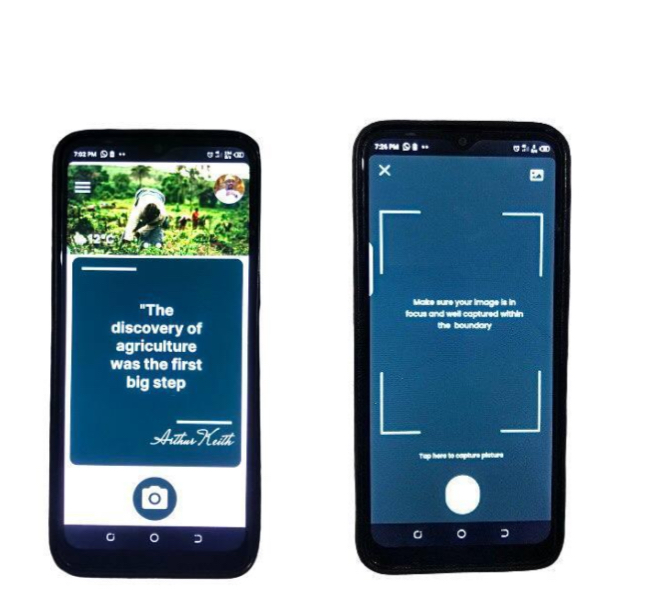 7:02 PM
12°C
"The
discovery of
agriculture
was the first
big step
Arthur Keith
7:25 PM
Make sure your image is in
focus and well captured within
the boundary
Tap here to capture picture